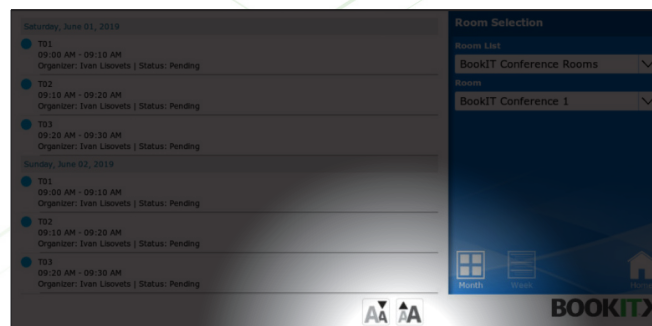 Saturday, June 01, 2019
T01
09:00 AM - 09:10 AM
Organizer: Ivan Lisovets | Status: Pending
T02
09:10 AM - 09:20 AM
Organizer: Ivan Lisovets | Status: Pending
T03
09:20 AM - 09:30 AM
Organizer: Ivan Lisovets | Status: Pending
Sunday, June 02, 2019
T01
09:00 AM - 09:10 AM
Organizer: Ivan Lisovets | Status: Pending
T02
09:10 AM - 09:20 AM
Organizer: Ivan Lisovets | Status: Pending
T03
09:20 AM - 09:30 AM
Organizer: Ivan Lisovets | Status: Pending
AA AA
Room Selection
Room List
BookIT Conference Rooms
Room
BookIT Conference 1
Month Week Home
BOOKITX